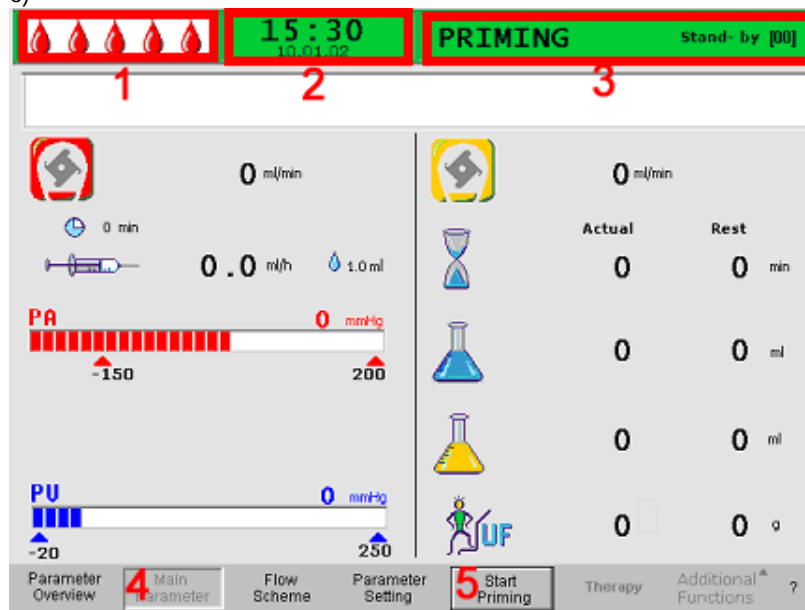 15:30
10.01.02
PRIMING Stand- by [00]
1 2 3
0 ml/min 0 ml/min
0 min Actual Rest
0.0 ml/h 1.0 ml 0 0 min
PA 0 mmHg
-150 200
0 0 ml
0 0 ml
PV 0 mmHg
UF 0 0 g
-20 250
Parameter Overview
4 Main Parameter
Flow Scheme
Parameter Setting
5 Start Priming
Therapy
Additional Functions
?